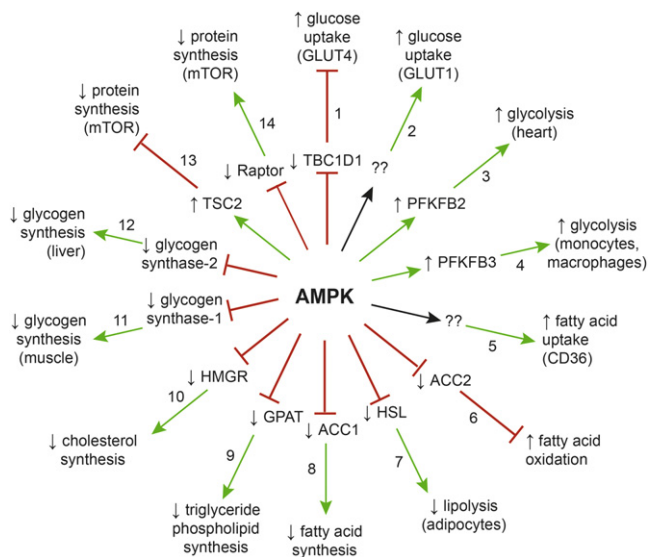 ↓ protein
synthesis
(mTOR)
14
↓ Raptor
↑ glucose
uptake
(GLUT4)
1
↓ TBC1D1
↑ glucose
uptake
(GLUT1)
2
??
↑ glycolysis
(heart)
3
↑ PFKFB2
↑ glycolysis
(monocytes,
macrophages)
4
↑ PFKFB3
↑ fatty acid
uptake
(CD36)
5
??
↓ ACC2
6
↑ fatty acid
oxidation
↓ HSL
7
↓ lipolysis
(adipocytes)
↓ ACC1
8
↓ fatty acid
synthesis
↓ GPAT
9
↓ triglyceride
phospholipid
synthesis
↓ HMGR
10
↓ cholesterol
synthesis
↓ glycogen
synthase-1
11
↓ glycogen
synthesis
(muscle)
↓ glycogen
synthase-2
12
↓ glycogen
synthesis
(liver)
↑ TSC2
13
↓ protein
synthesis
(mTOR)
AMPK